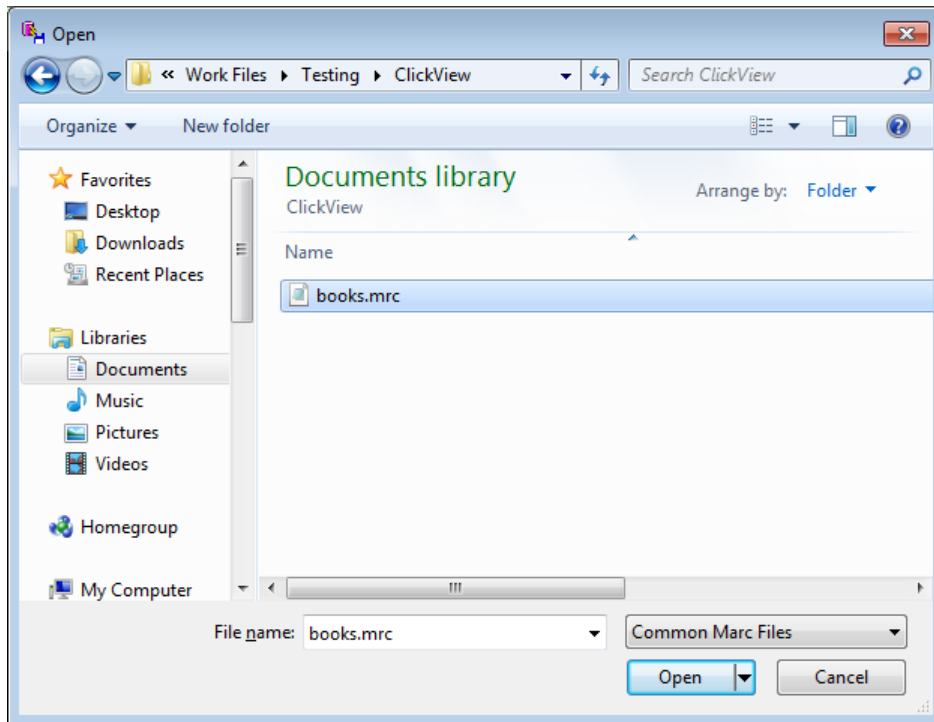 Open
« Work Files ▸ Testing ▸ ClickView
Search ClickView
Organize
New folder
Favorites
Desktop
Downloads
Recent Places
Libraries
Documents
Music
Pictures
Videos
Homegroup
My Computer
Documents library
ClickView
Arrange by: Folder
Name
books.mrc
File name: books.mrc
Common Marc Files
Open
Cancel